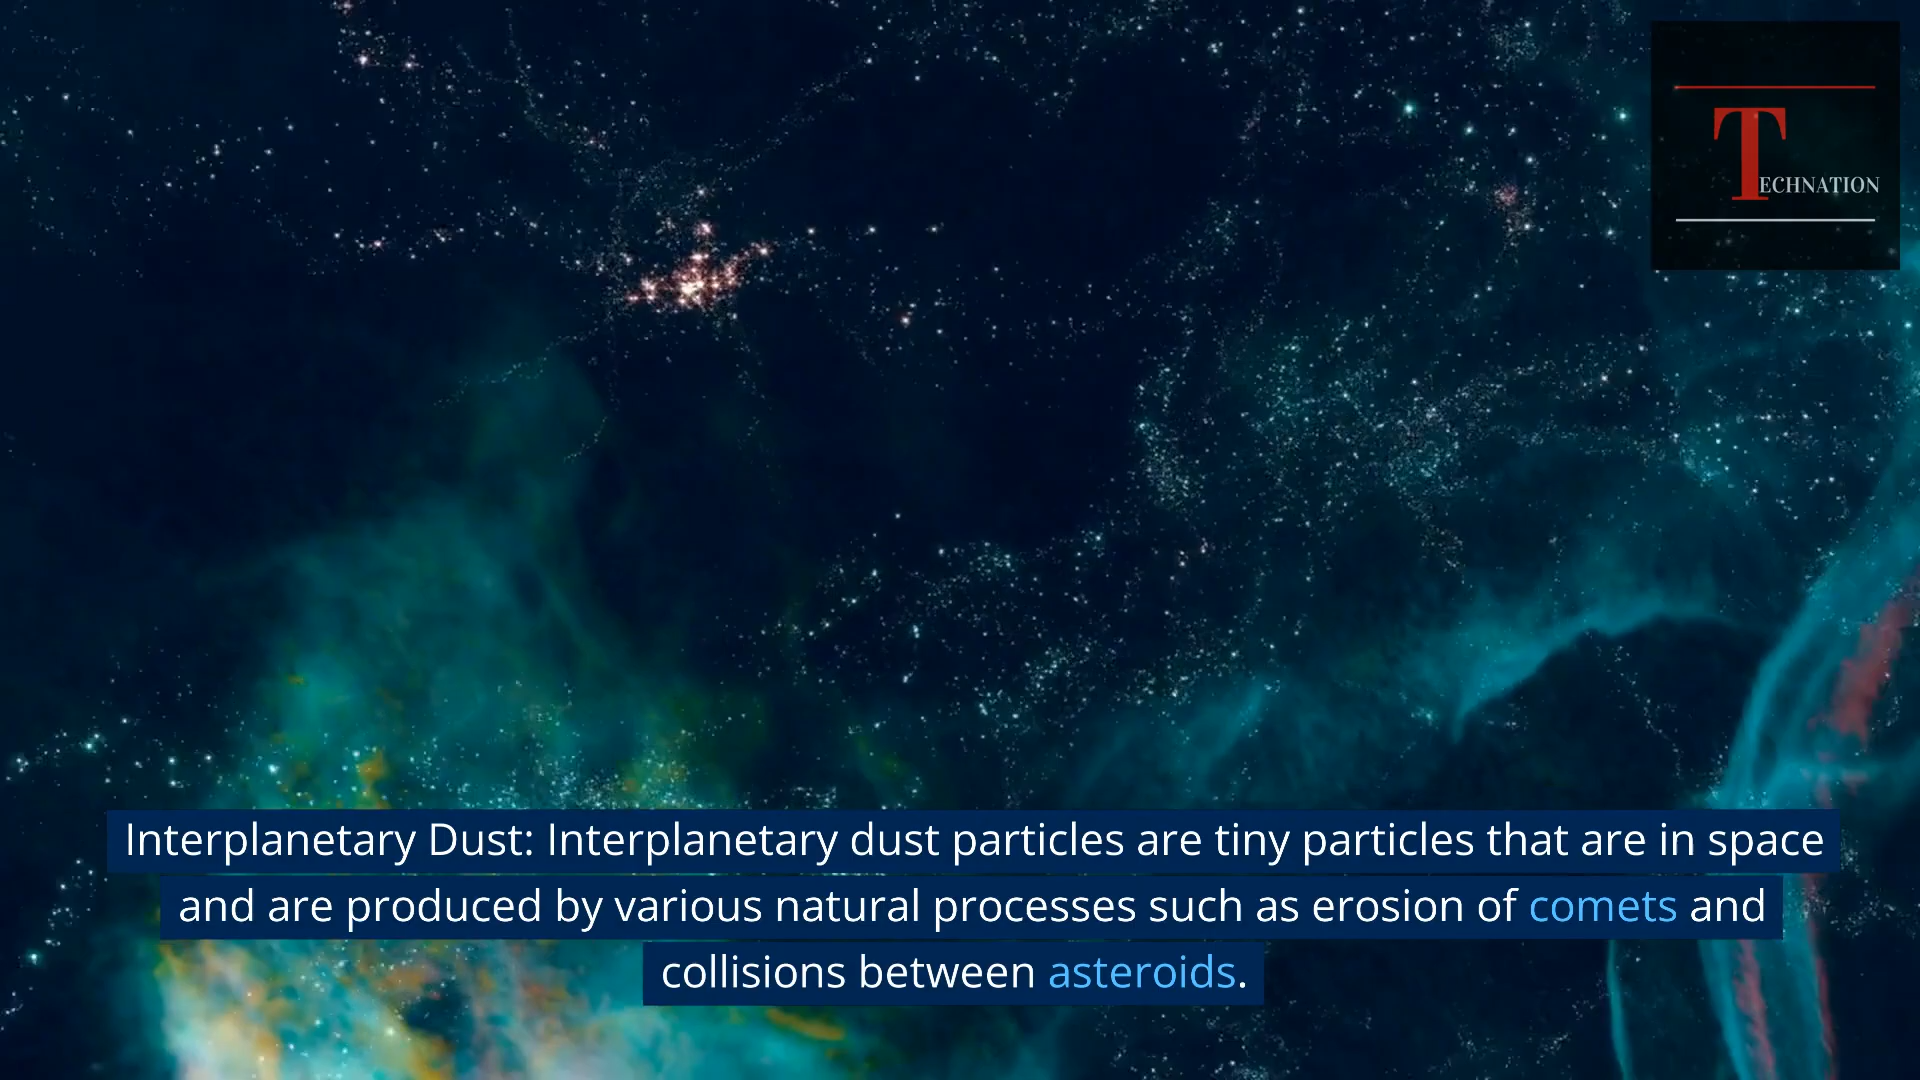 TECHNATION
Interplanetary Dust: Interplanetary dust particles are tiny particles that are in space
and are produced by various natural processes such as erosion of comets and
collisions between asteroids.